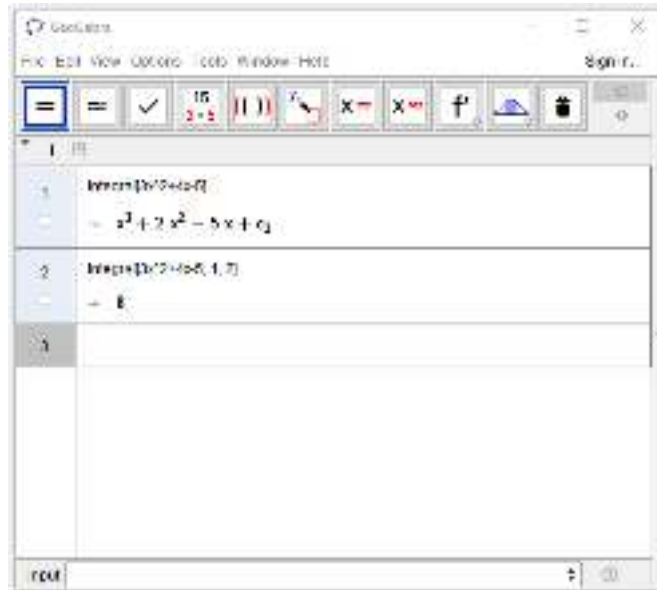 GeoGebra
File Edit View Options Tools Window Help
Sign in...
= ≈ ✓ 15 3·5 (( )) x = x ≈ f'
T
1 Integral[3x^2+4x-5]
→ x³ + 2 x² − 5 x + c₁
2 Integral[3x^2+4x-5, 1, 2]
→ 8
3
Input